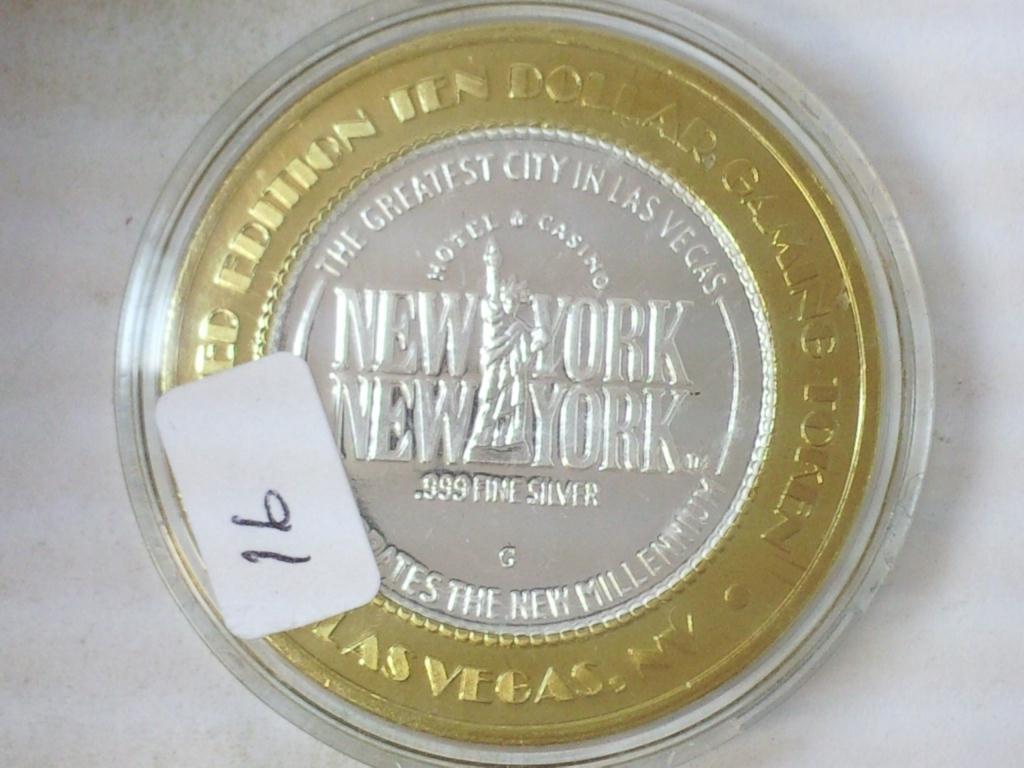 ED EDITION TEN DOLLAR GAMING TOKEN
THE GREATEST CITY IN LAS VEGAS
HOTEL & CASINO
NEW YORK
NEW YORK
.999 FINE SILVER
G
ATES THE NEW MILLENNIUM
LAS VEGAS, NV
16